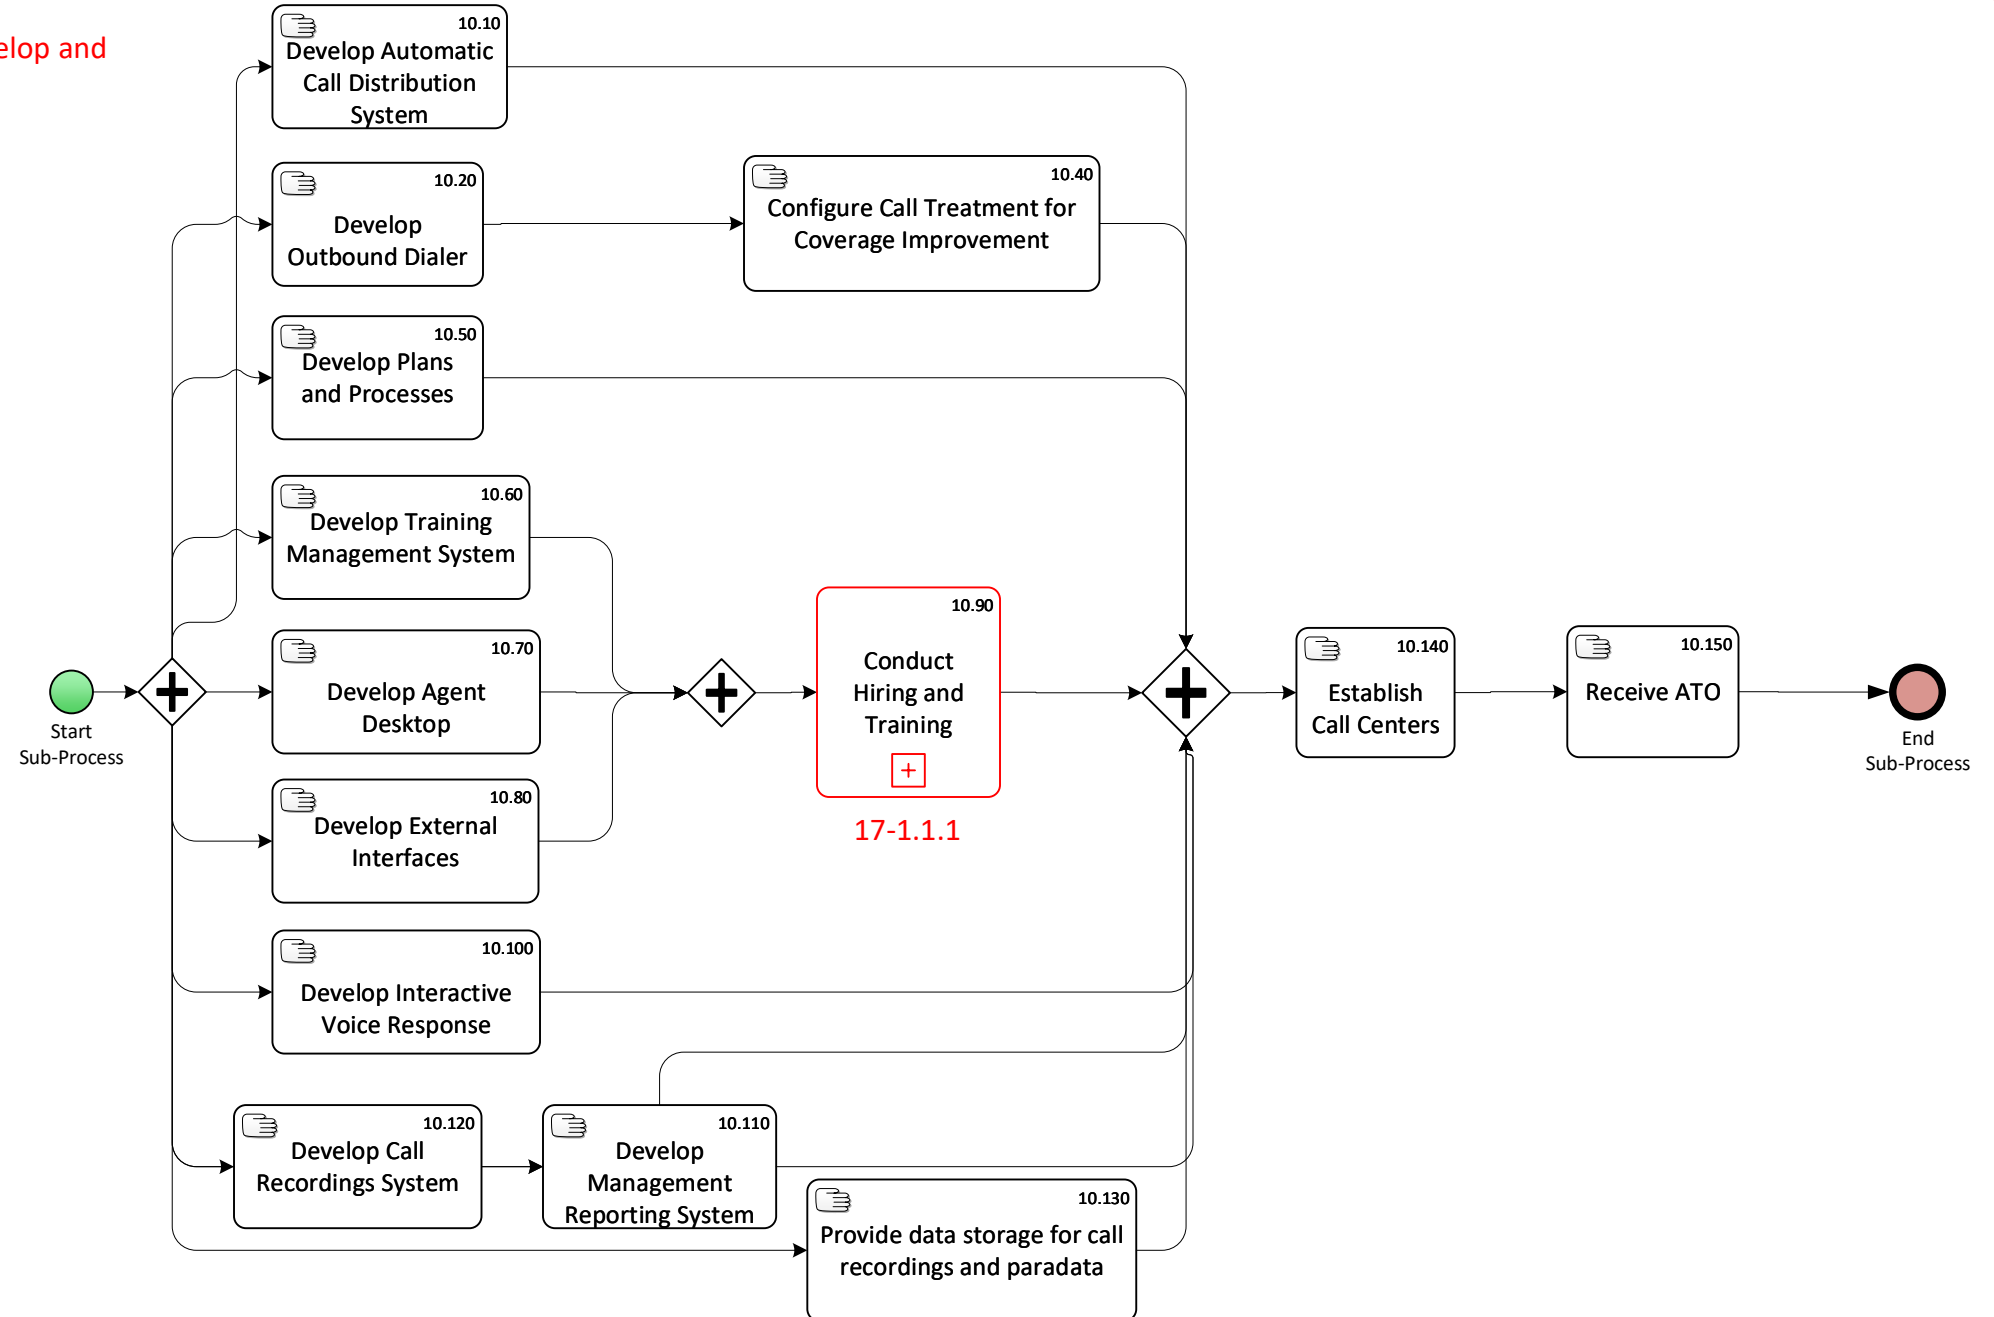 elop and
10.10
Develop Automatic
Call Distribution
System
10.20
Develop
Outbound Dialer
10.40
Configure Call Treatment for
Coverage Improvement
10.50
Develop Plans
and Processes
10.60
Develop Training
Management System
10.70
Develop Agent
Desktop
10.80
Develop External
Interfaces
10.90
Conduct
Hiring and
Training
17-1.1.1
Start
Sub-Process
10.140
Establish
Call Centers
10.150
Receive ATO
End
Sub-Process
10.100
Develop Interactive
Voice Response
10.120
Develop Call
Recordings System
10.110
Develop
Management
Reporting System
10.130
Provide data storage for call
recordings and paradata